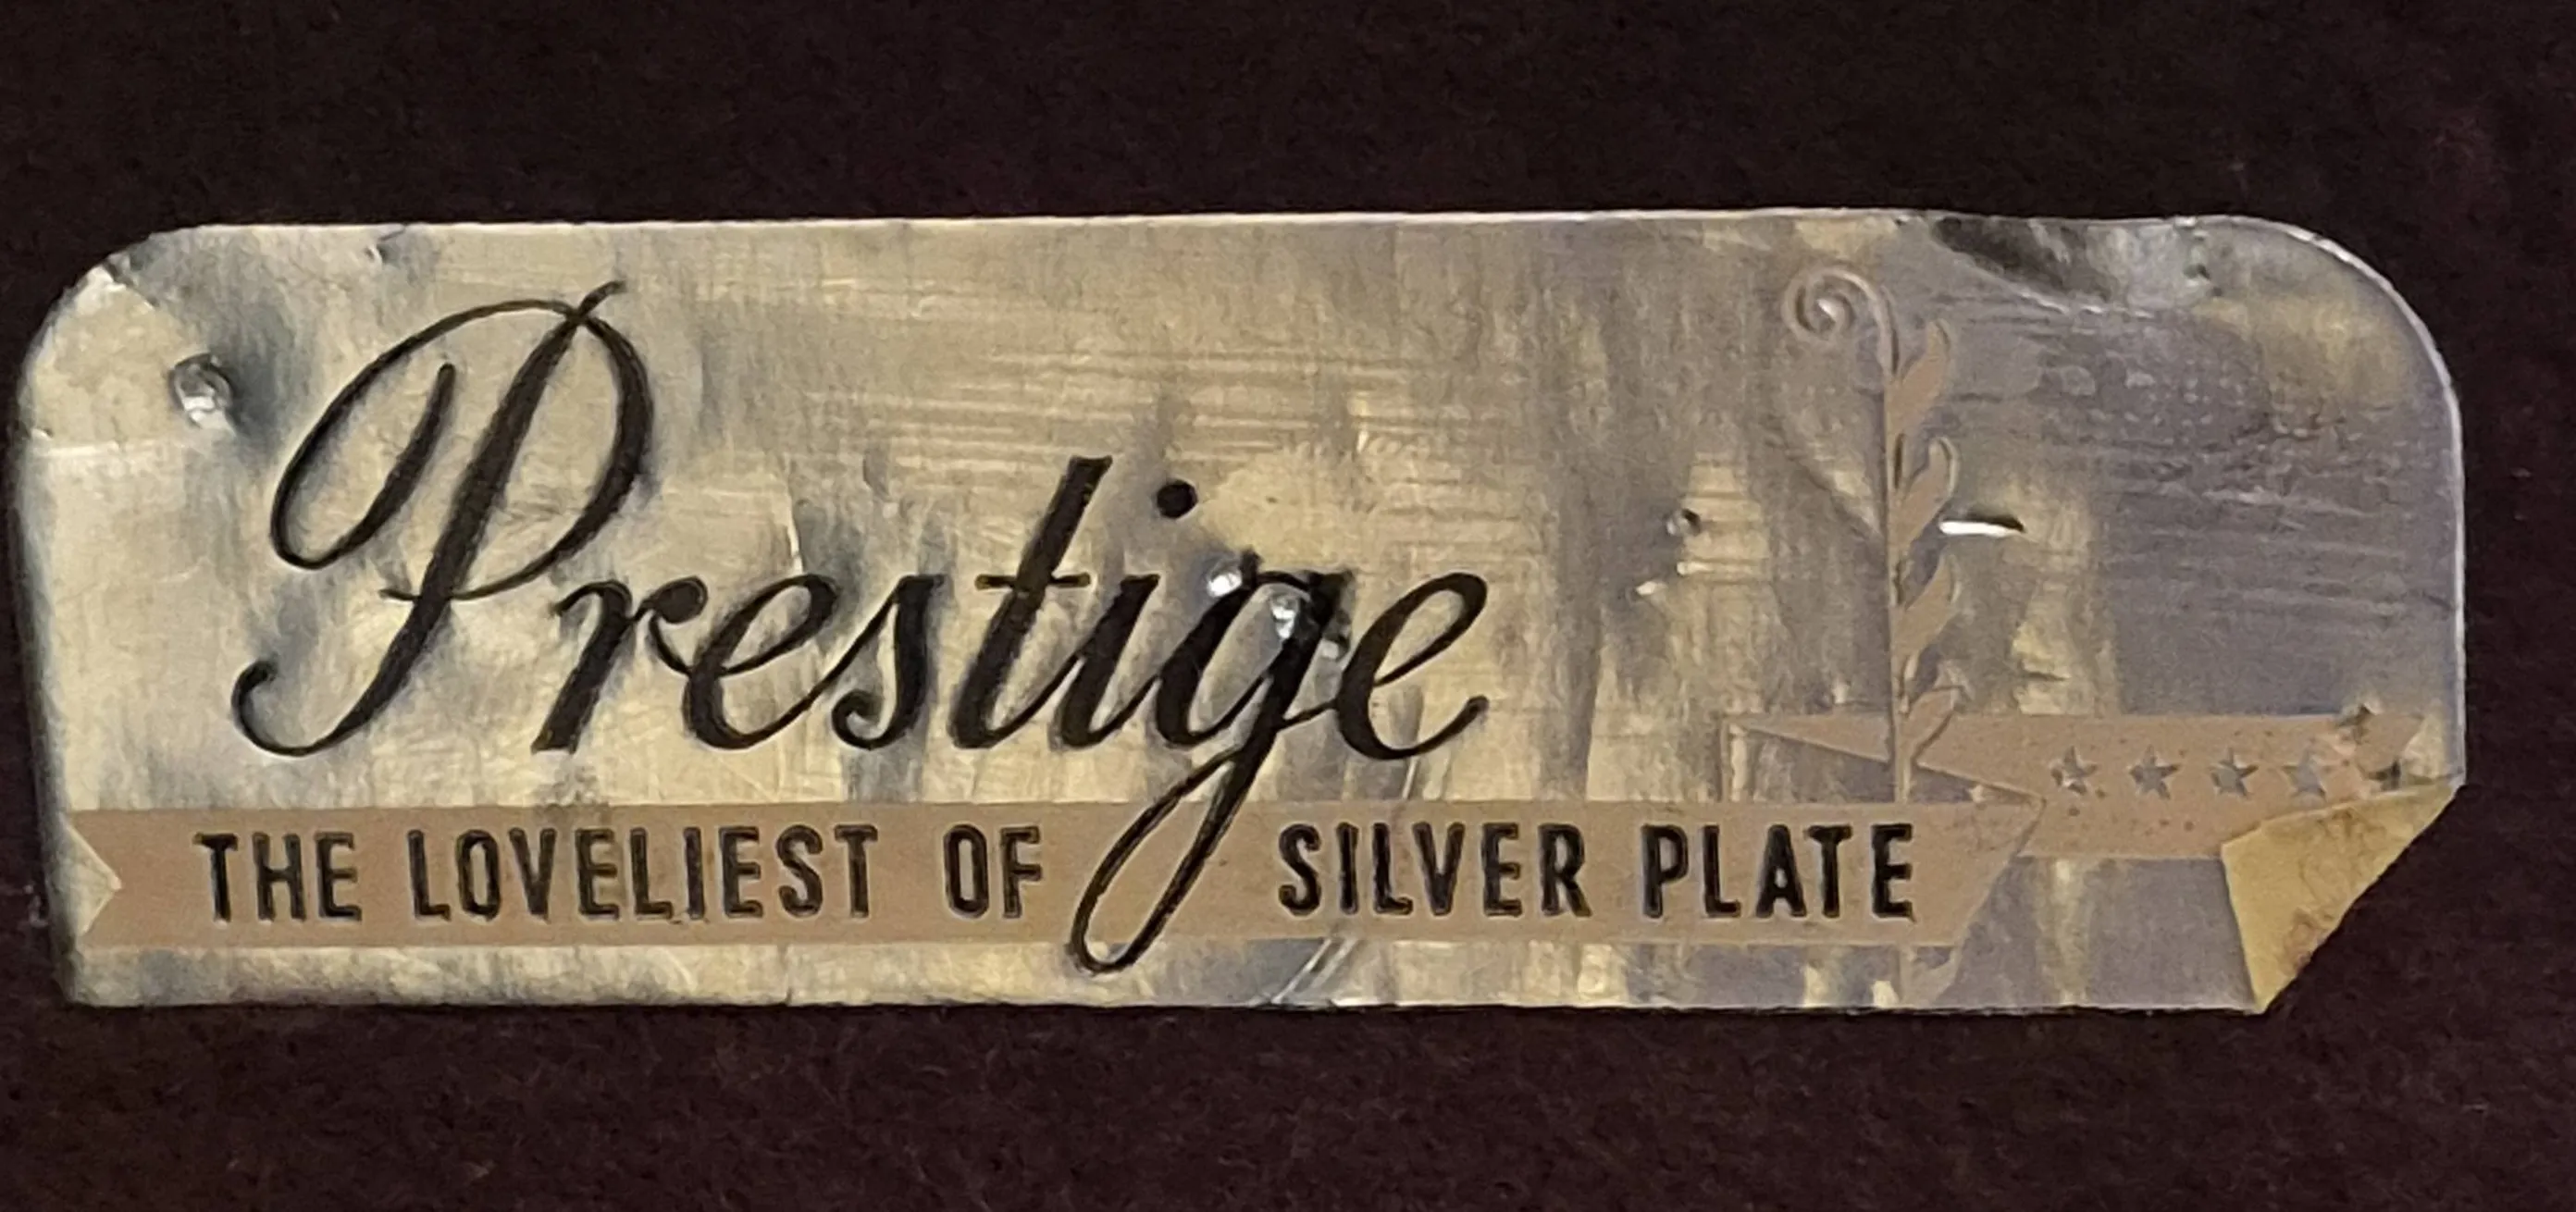 Prestige
THE LOVELIEST OF SILVER PLATE